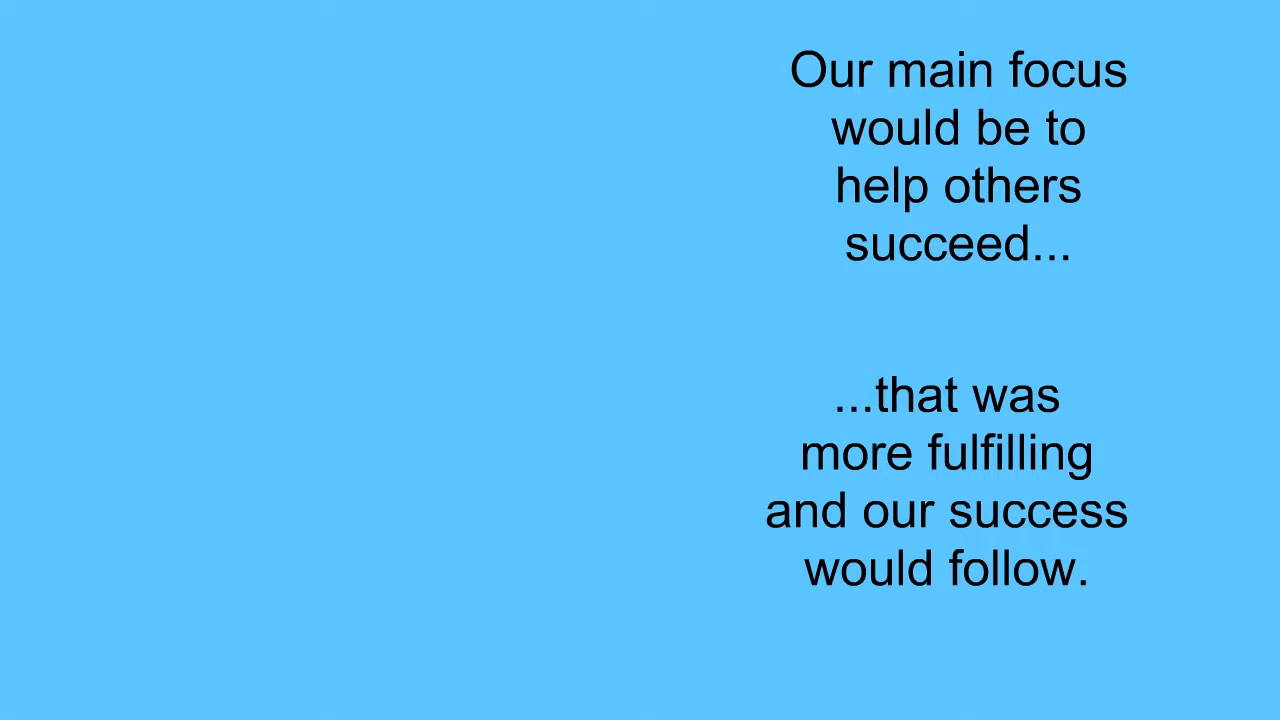 Our main focus
would be to
help others
succeed...
...that was
more fulfilling
and our success
would follow.